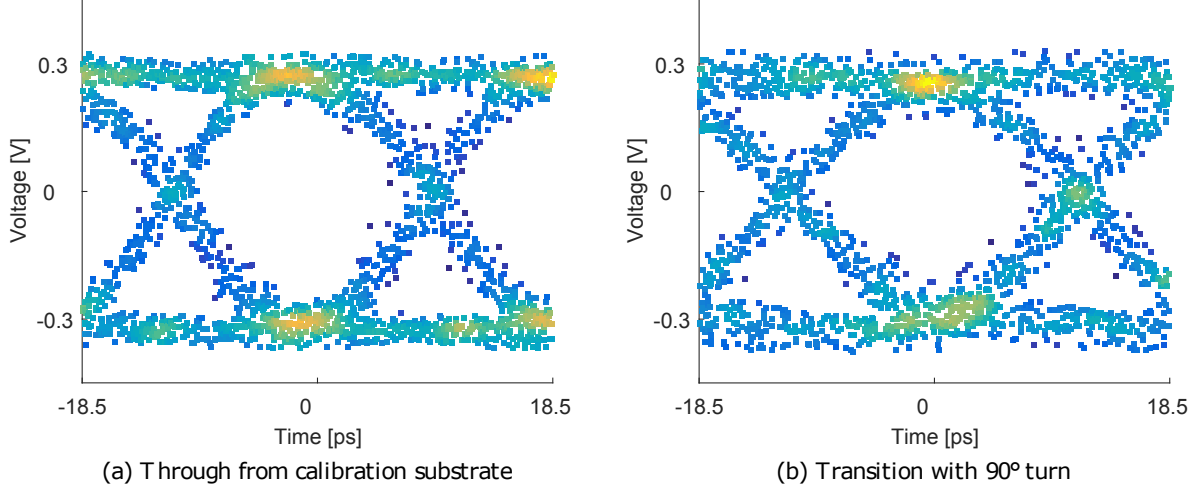 0.3
0
-0.3
Voltage [V]
-18.5
0
18.5
Time [ps]
(a) Through from calibration substrate
0.3
0
-0.3
Voltage [V]
-18.5
0
18.5
Time [ps]
(b) Transition with 90° turn